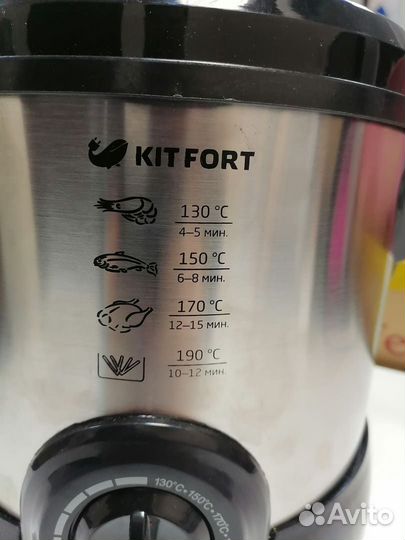 KITFORT
130 °C
4–5 мин.
150 °C
6–8 мин.
170 °C
12–15 мин.
190 °C
10–12 мин.
130°C•150°C•170°C•
Avito